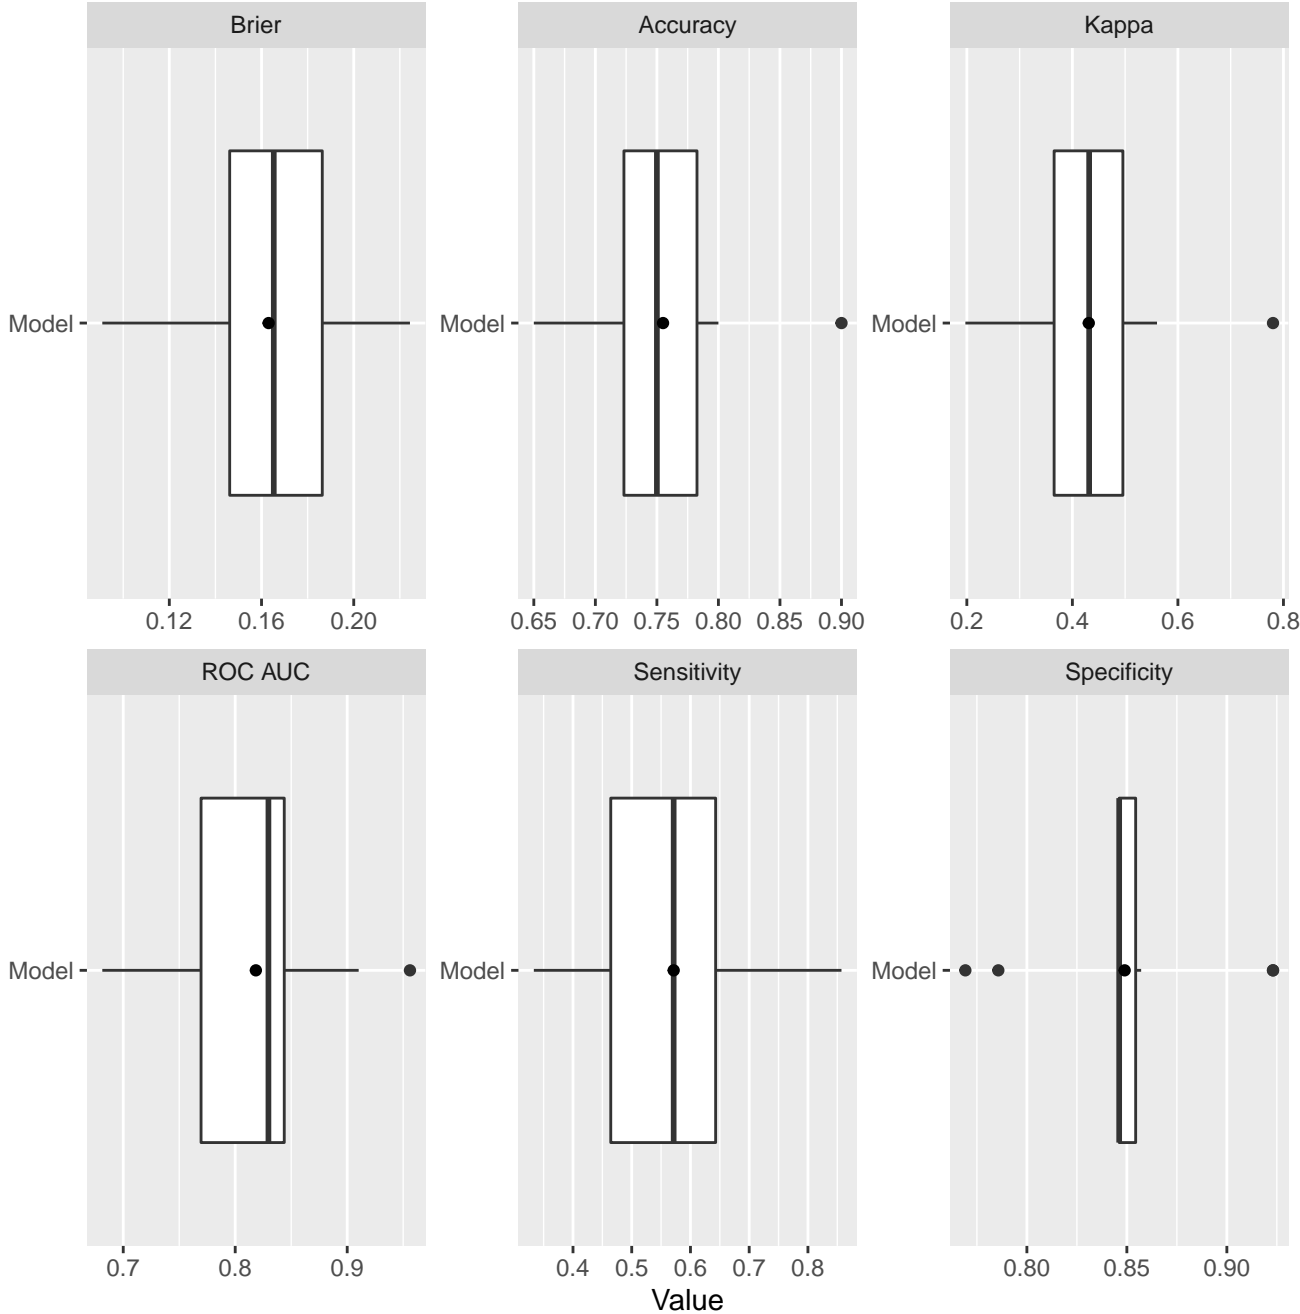 Brier Accuracy Kappa
Model Model Model
0.12 0.16 0.20 0.65 0.70 0.75 0.80 0.85 0.90 0.2 0.4 0.6 0.8
ROC AUC Sensitivity Specificity
Model Model Model
0.7 0.8 0.9 0.4 0.5 0.6 0.7 0.8 0.80 0.85 0.90
Value